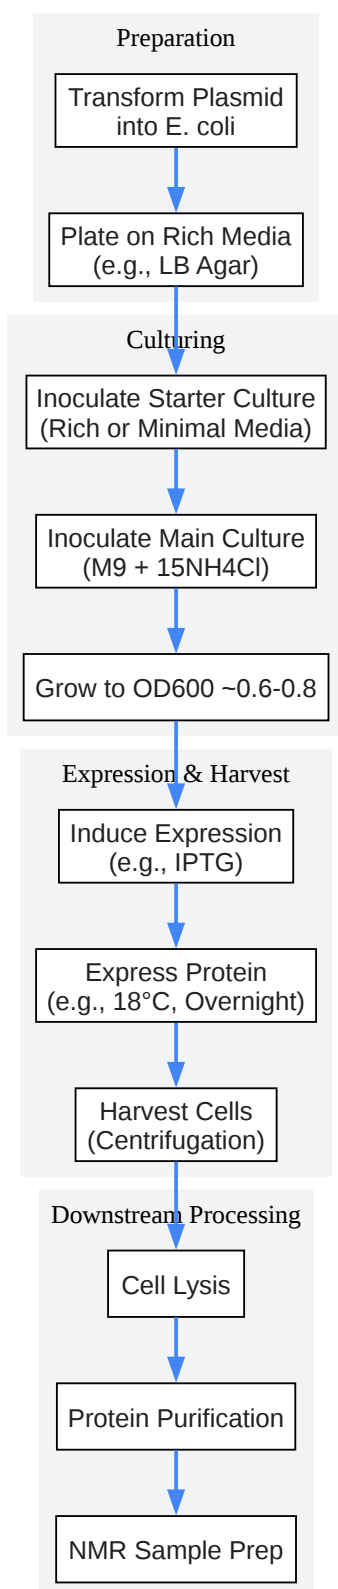 Preparation
Transform Plasmid
into E. coli
Plate on Rich Media
(e.g., LB Agar)
Culturing
Inoculate Starter Culture
(Rich or Minimal Media)
Inoculate Main Culture
(M9 + 15NH4Cl)
Grow to OD600 ~0.6-0.8
Expression & Harvest
Induce Expression
(e.g., IPTG)
Express Protein
(e.g., 18°C, Overnight)
Harvest Cells
(Centrifugation)
Downstream Processing
Cell Lysis
Protein Purification
NMR Sample Prep